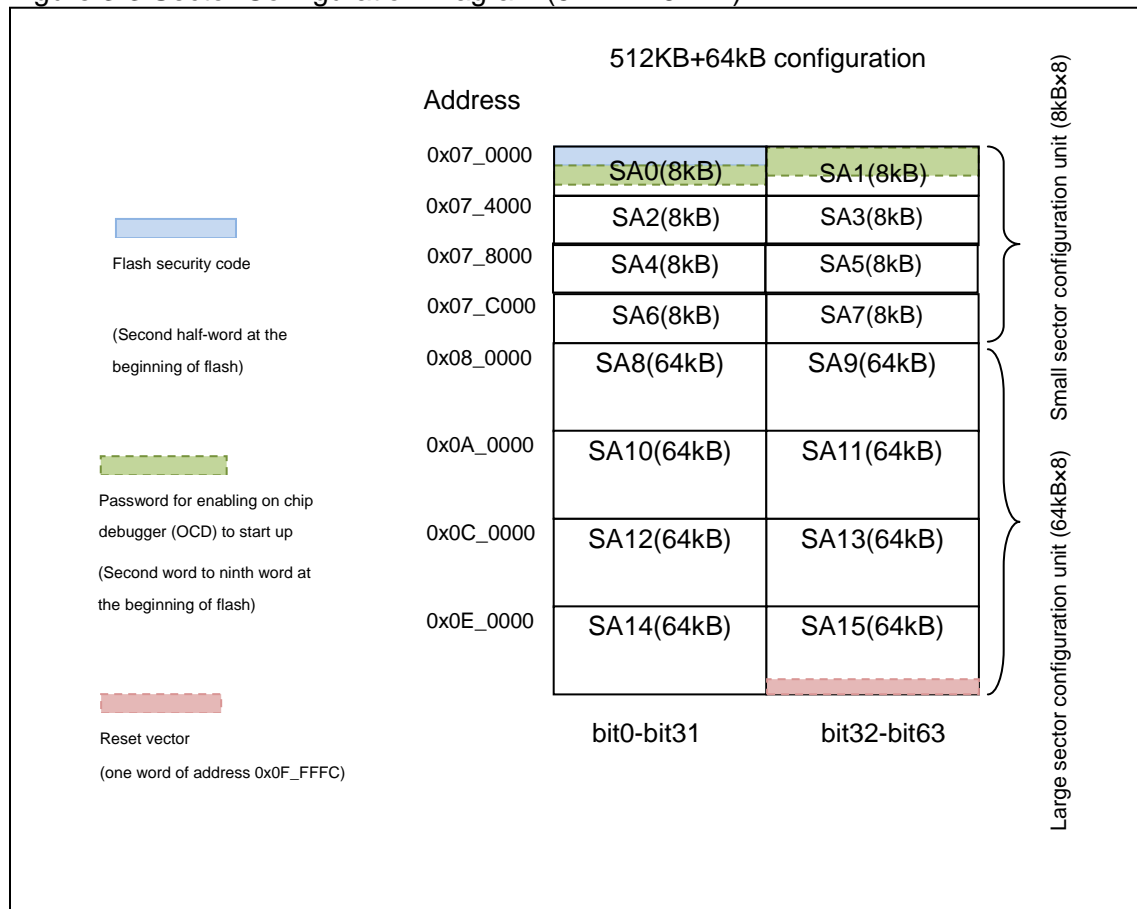 512KB+64kB configuration
Address
0x07_0000
SA0(8kB)
SA1(8kB)
0x07_4000
SA2(8kB)
SA3(8kB)
0x07_8000
SA4(8kB)
SA5(8kB)
0x07_C000
SA6(8kB)
SA7(8kB)
0x08_0000
SA8(64kB)
SA9(64kB)
0x0A_0000
SA10(64kB)
SA11(64kB)
0x0C_0000
SA12(64kB)
SA13(64kB)
0x0E_0000
SA14(64kB)
SA15(64kB)
bit0-bit31
bit32-bit63
Small sector configuration unit (8kB×8)
Large sector configuration unit (64kB×8)
Flash security code
(Second half-word at the
beginning of flash)
Password for enabling on chip
debugger (OCD) to start up
(Second word to ninth word at
the beginning of flash)
Reset vector
(one word of address 0x0F_FFFC)